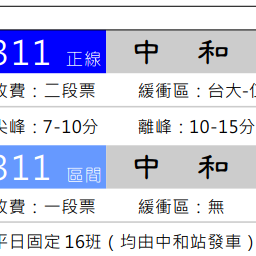 311 正線 中 和
收費：二段票 緩衝區：台大-
尖峰：7-10分 離峰：10-15分
311 區間 中 和
收費：一段票 緩衝區：無
平日固定16班（均由中和站發車）